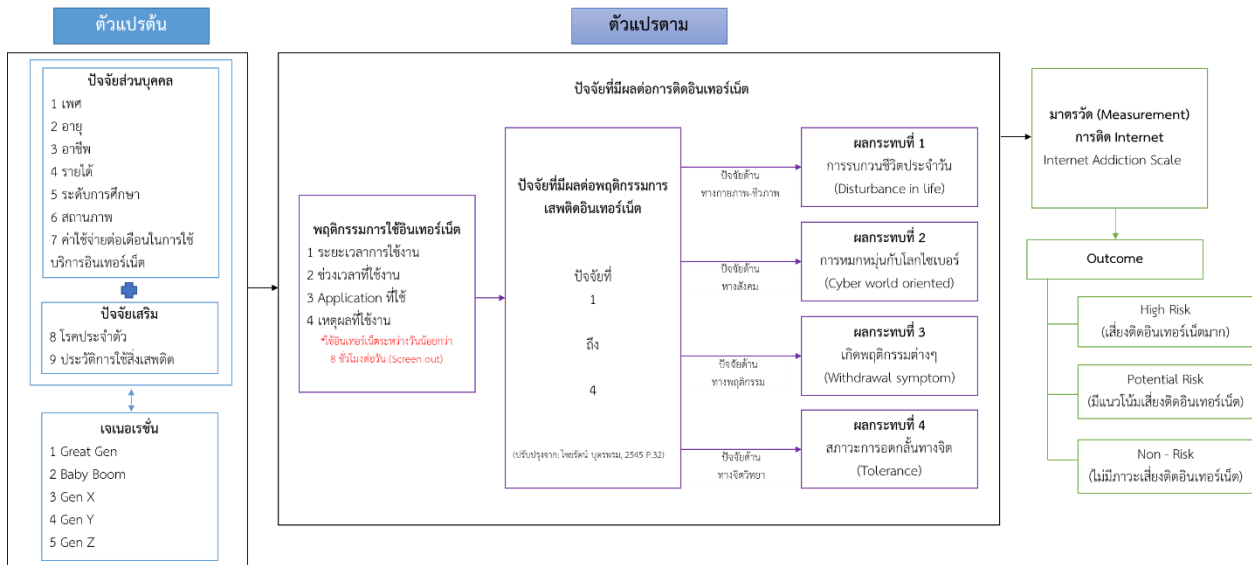 ตัวแปรต้น
ปัจจัยส่วนบุคคล
1 เพศ
2 อายุ
3 อาชีพ
4 รายได้
5 ระดับการศึกษา
6 สถานภาพ
7 ค่าใช้จ่ายต่อเดือนในการใช้
บริการอินเทอร์เน็ต
ปัจจัยเสริม
8 โรคประจำตัว
9 ประวัติการใช้สิ่งเสพติด
เจเนอเรชั่น
1 Great Gen
2 Baby Boom
3 Gen X
4 Gen Y
5 Gen Z
ตัวแปรตาม
ปัจจัยที่มีผลต่อการติดอินเทอร์เน็ต
พฤติกรรมการใช้อินเทอร์เน็ต
1 ระยะเวลาการใช้งาน
2 ช่วงเวลาที่ใช้งาน
3 Application ที่ใช้
4 เหตุผลที่ใช้งาน
*ใช้อินเทอร์เน็ตระหว่างวันน้อยกว่า
8 ชั่วโมงต่อวัน (Screen out)
ปัจจัยที่มีผลต่อพฤติกรรมการ
เสพติดอินเทอร์เน็ต
ปัจจัยที่
1
ถึง
4
(ปรับปรุงจาก: ไชยรัตน์ บุตรพรม, 2545 P.32)
ปัจจัยด้าน
ทางกายภาพ-ชีวภาพ
ปัจจัยด้าน
ทางสังคม
ปัจจัยด้าน
ทางพฤติกรรม
ปัจจัยด้าน
ทางจิตวิทยา
ผลกระทบที่ 1
การรบกวนชีวิตประจำวัน
(Disturbance in life)
ผลกระทบที่ 2
การหมกหมุ่นกับโลกไซเบอร์
(Cyber world oriented)
ผลกระทบที่ 3
เกิดพฤติกรรมต่างๆ
(Withdrawal symptom)
ผลกระทบที่ 4
สภาวะการอดกลั้นทางจิต
(Tolerance)
มาตรวัด (Measurement)
การติด Internet
Internet Addiction Scale
Outcome
High Risk
(เสี่ยงติดอินเทอร์เน็ตมาก)
Potential Risk
(มีแนวโน้มเสี่ยงติดอินเทอร์เน็ต)
Non - Risk
(ไม่มีภาวะเสี่ยงติดอินเทอร์เน็ต)